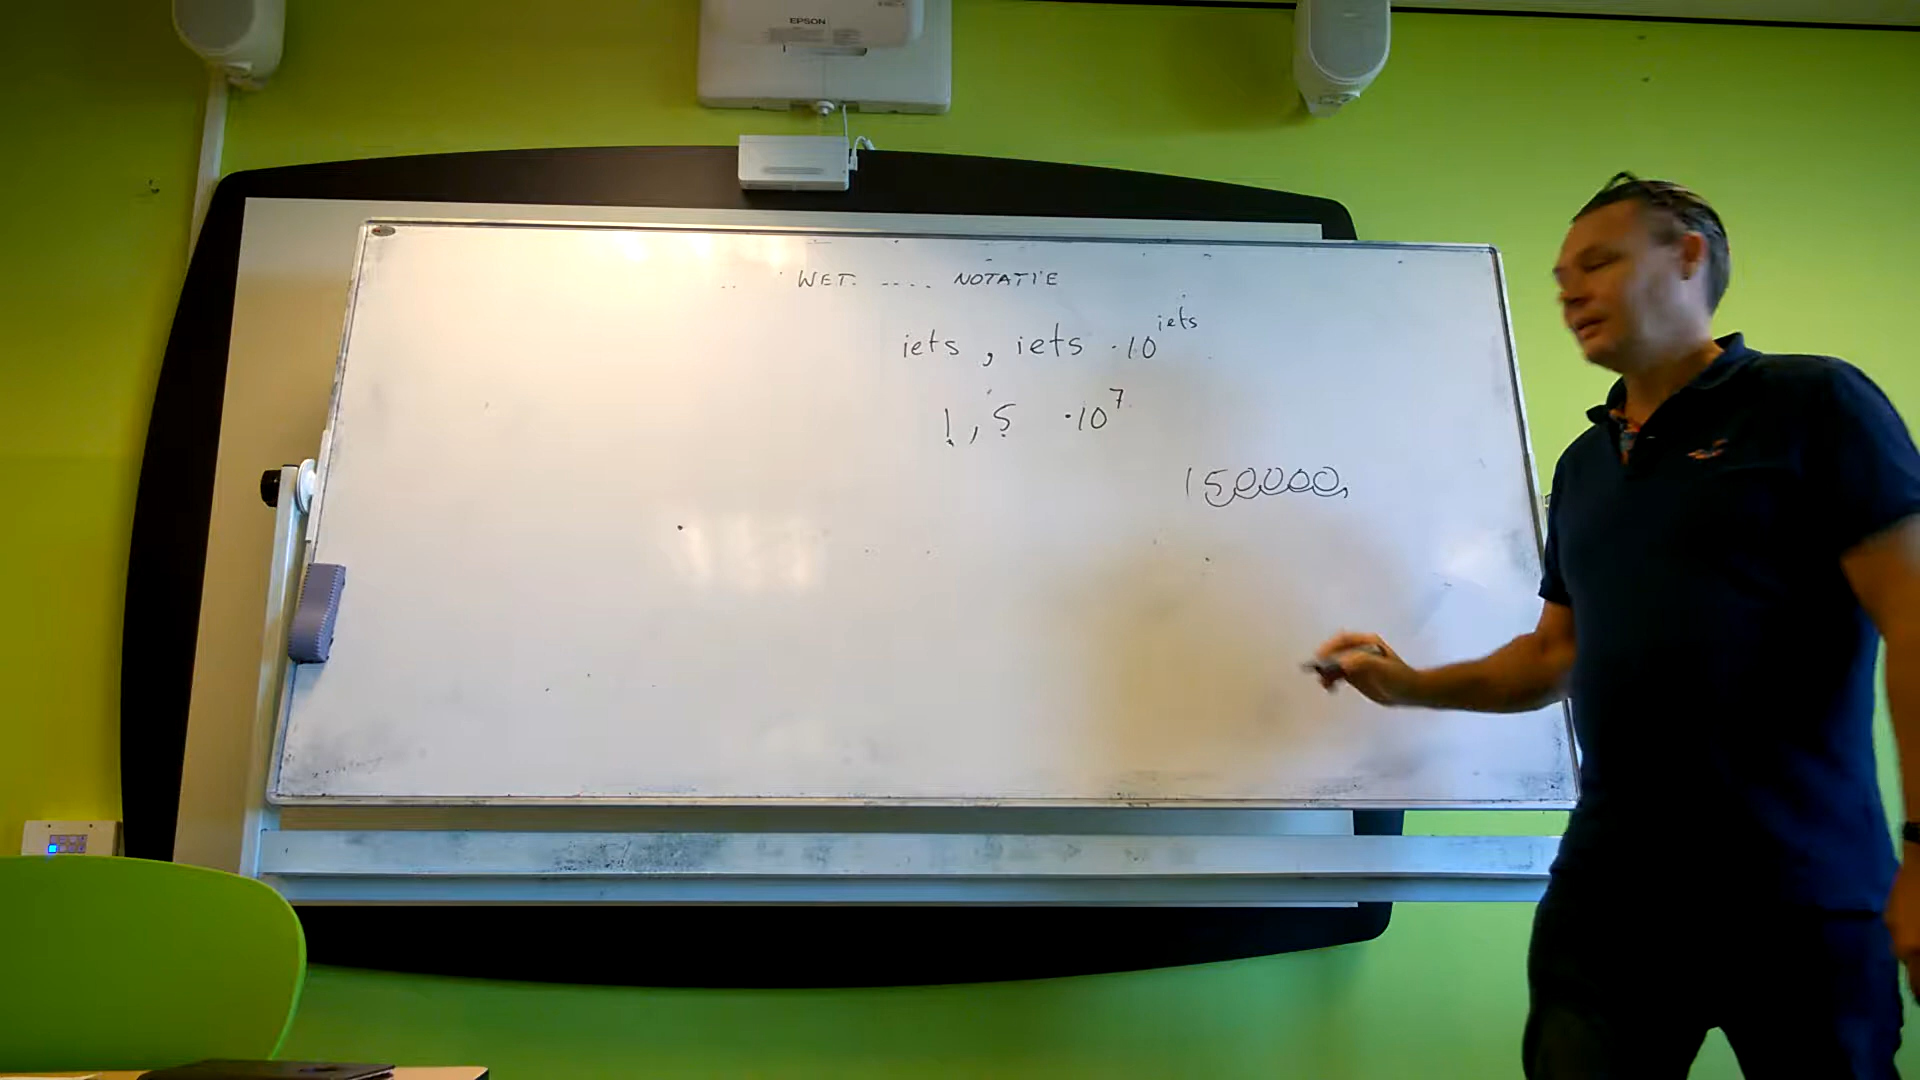 EPSON
WET. .... NOTATIE
iets, iets ·10^iets
1,5 ·10^7
150000,